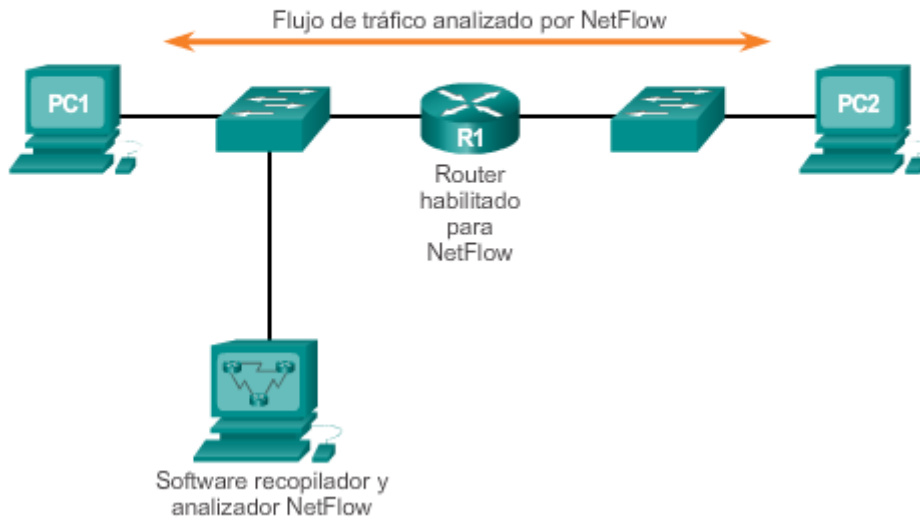 Flujo de tráfico analizado por NetFlow
PC1
R1
PC2
Router
habilitado
para
NetFlow
Software recopilador y
analizador NetFlow